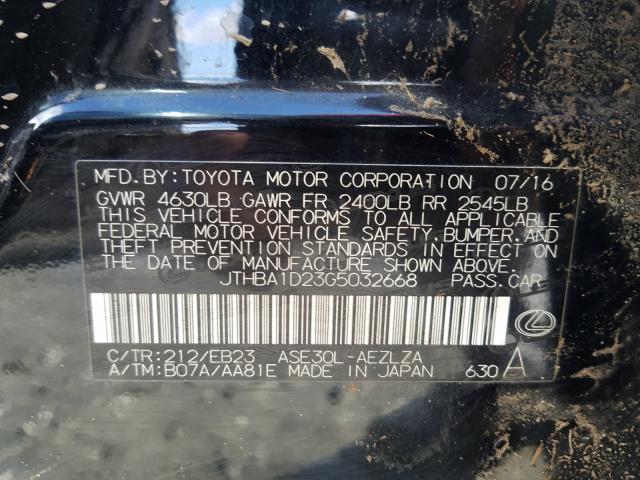 MFD.BY:TOYOTA MOTOR CORPORATION 07/16
GVWR 4630LB GAWR FR 2400LB RR 2545LB
THIS VEHICLE CONFORMS TO ALL APPLICABLE
FEDERAL MOTOR VEHICLE SAFETY,BUMPER,AND
THEFT PREVENTION STANDARDS IN EFFECT ON
THE DATE OF MANUFACTURE SHOWN ABOVE.
JTHBA1D23G5032668 PASS.CAR
C/TR:212/EB23 ASE30L-AEZLZA
A/TM:B07A/AA81E MADE IN JAPAN 630 A